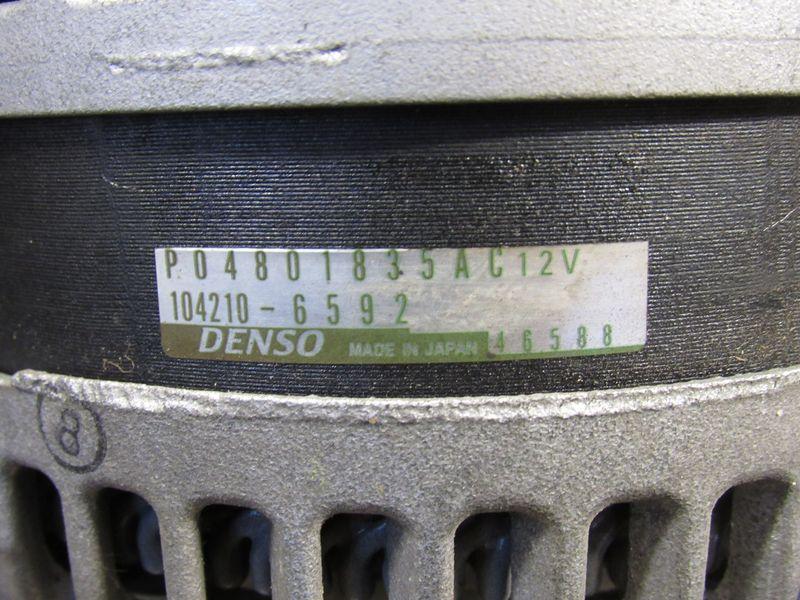 P04801835AC 12V
104210-6592
DENSO MADE IN JAPAN 46588
8